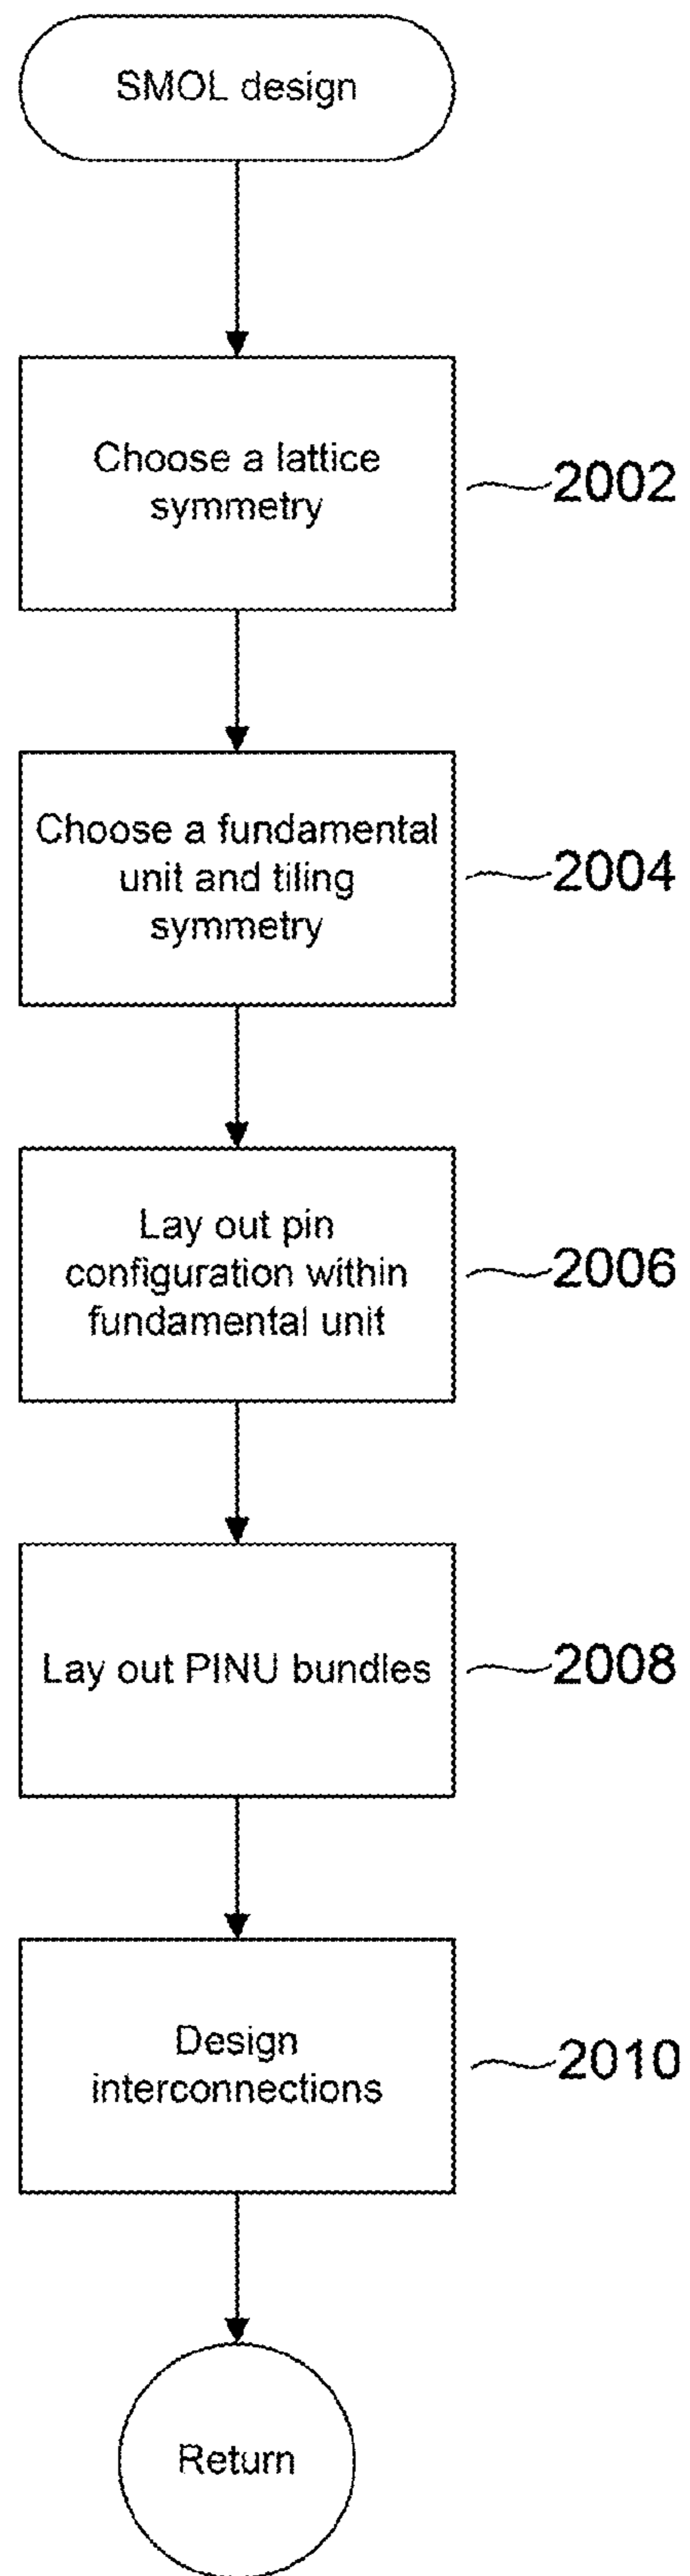 SMOL design
Choose a lattice
symmetry
2002
Choose a fundamental
unit and tiling
symmetry
2004
Lay out pin
configuration within
fundamental unit
2006
Lay out PINU bundles
2008
Design
interconnections
2010
Return